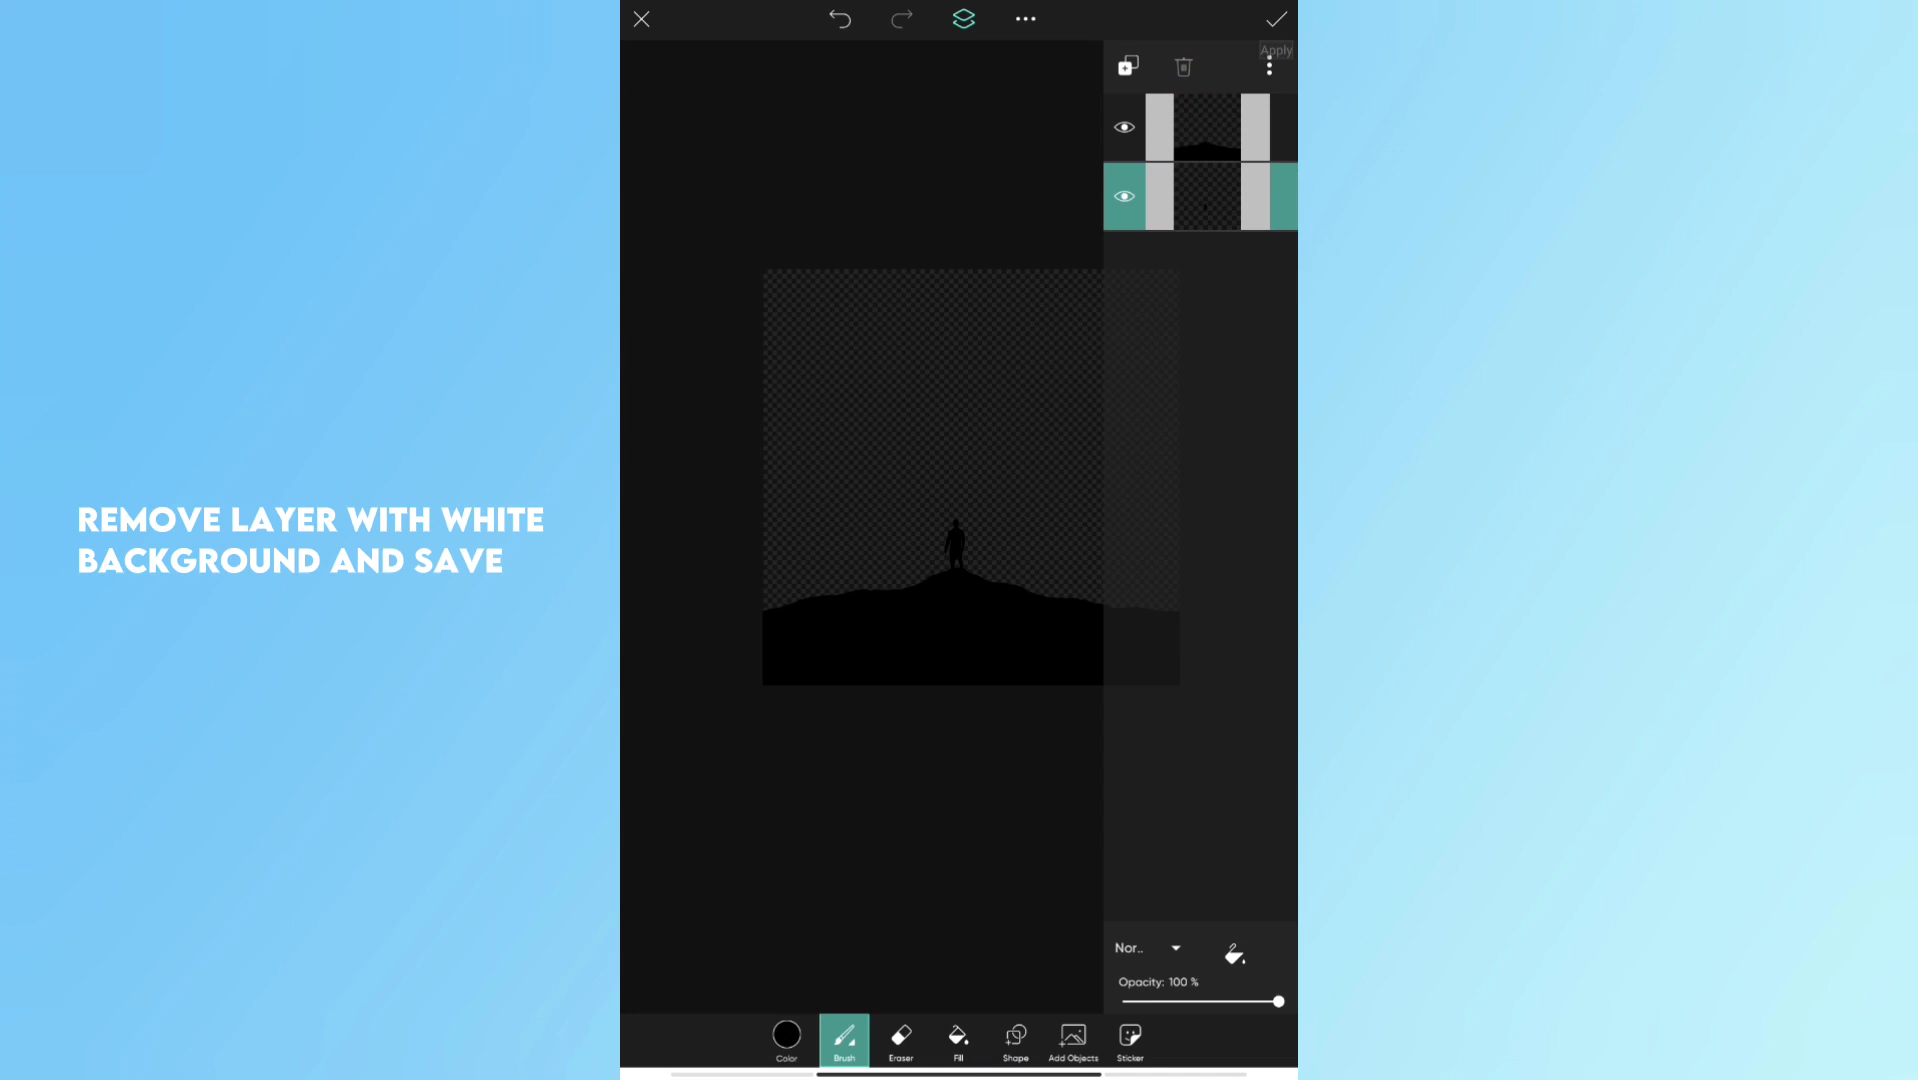 Apply
REMOVE LAYER WITH WHITE
BACKGROUND AND SAVE
Nor..
Opacity: 100 %
Color
Brush
Eraser
Fill
Shape
Add Objects
Sticker